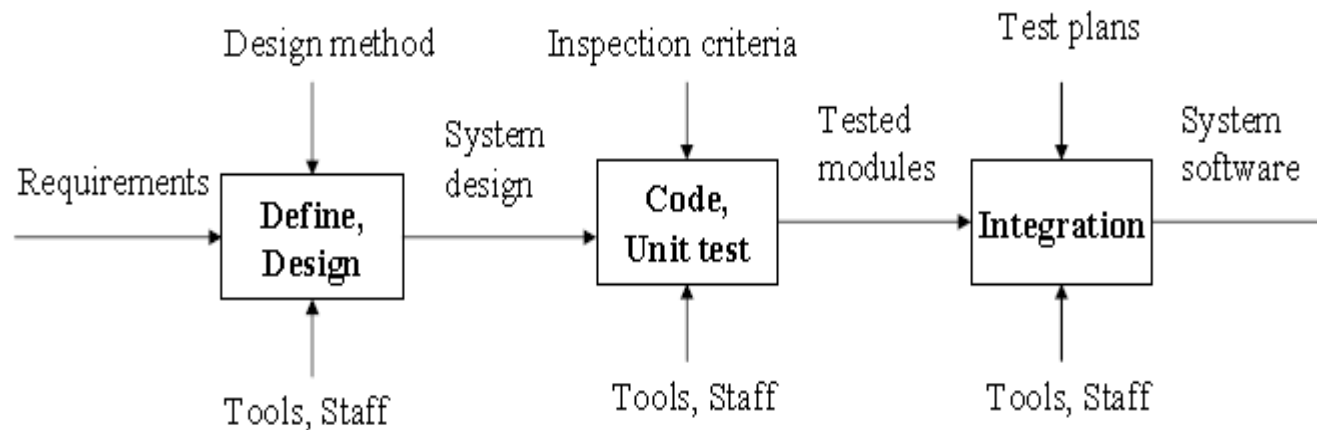 Design method
Inspection criteria
Test plans
Requirements
System
design
Tested
modules
System
software
Define,
Design
Code,
Unit test
Integration
Tools, Staff
Tools, Staff
Tools, Staff